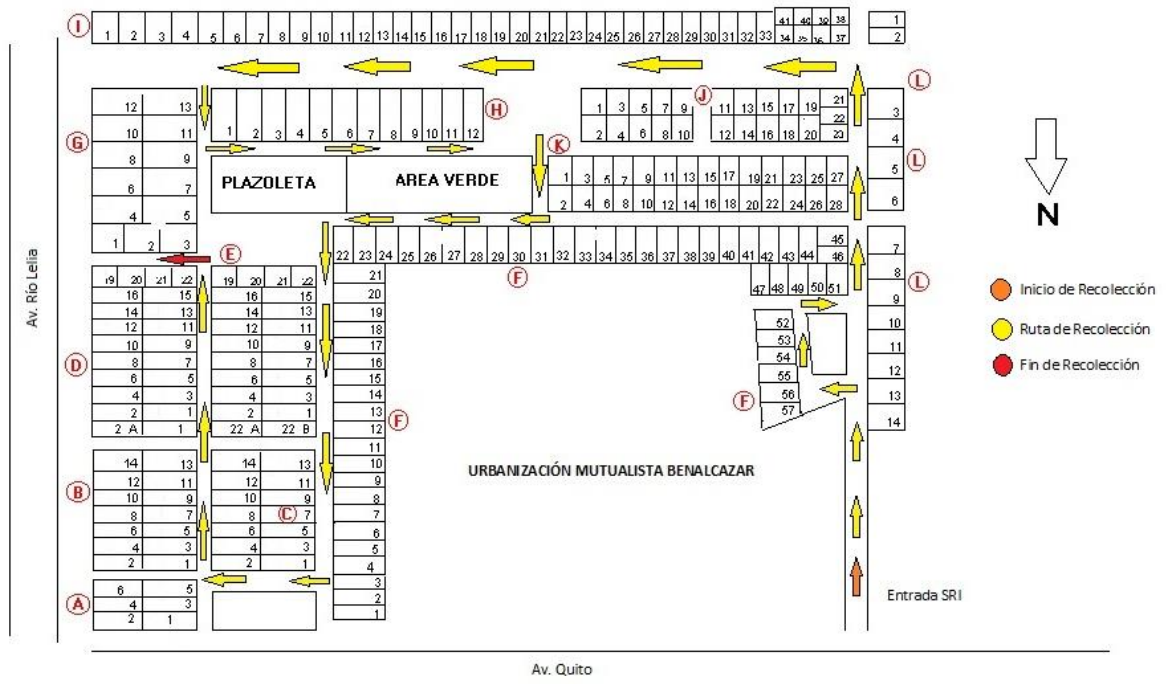 41 40 39 38 1
I 1 2 3 4 5 6 7 8 9 10 11 12 13 14 15 16 17 18 19 20 21 22 23 24 25 26 27 28 29 30 31 32 33 34 35 36 37 2
L
12 13 H 1 3 5 7 9 J 11 13 15 17 19 21 3
22
G 10 11 1 2 3 4 5 6 7 8 9 10 11 12 2 4 6 8 10 12 14 16 18 20 23 4
K
8 9 L
PLAZOLETA AREA VERDE 1 3 5 7 9 11 13 15 17 19 21 23 25 27 5
6 7 2 4 6 8 10 12 14 16 18 20 22 24 26 28 6
4 5
N
1 2 3 45 7
22 23 24 25 26 27 28 29 30 31 32 33 34 35 36 37 38 39 40 41 42 43 44 46
E
19 20 21 22 19 20 21 22 21 F 8 L
16 15 16 15 20 47 48 49 50 51 9
14 13 14 13 19 10
12 11 12 11 18 52
10 9 10 9 17 53 11
D 8 7 8 7 16 54 12
6 5 6 5 15 55
4 3 4 3 14 56 13
2 1 2 1 13 F 57
2 A 1 22 A 22 B 12 F 14
11
14 13 14 13 10
12 11 12 11 9
B 10 9 10 9 8
8 7 8 C 7 7
6 5 6 5 6
4 3 4 3 5
2 1 2 1 4
3
6 5 2
A 4 3 1
2 1
Av. Río Lelia
URBANIZACIÓN MUTUALISTA BENALCAZAR
Inicio de Recolección
Ruta de Recolección
Fin de Recolección
Entrada SRI
Av. Quito